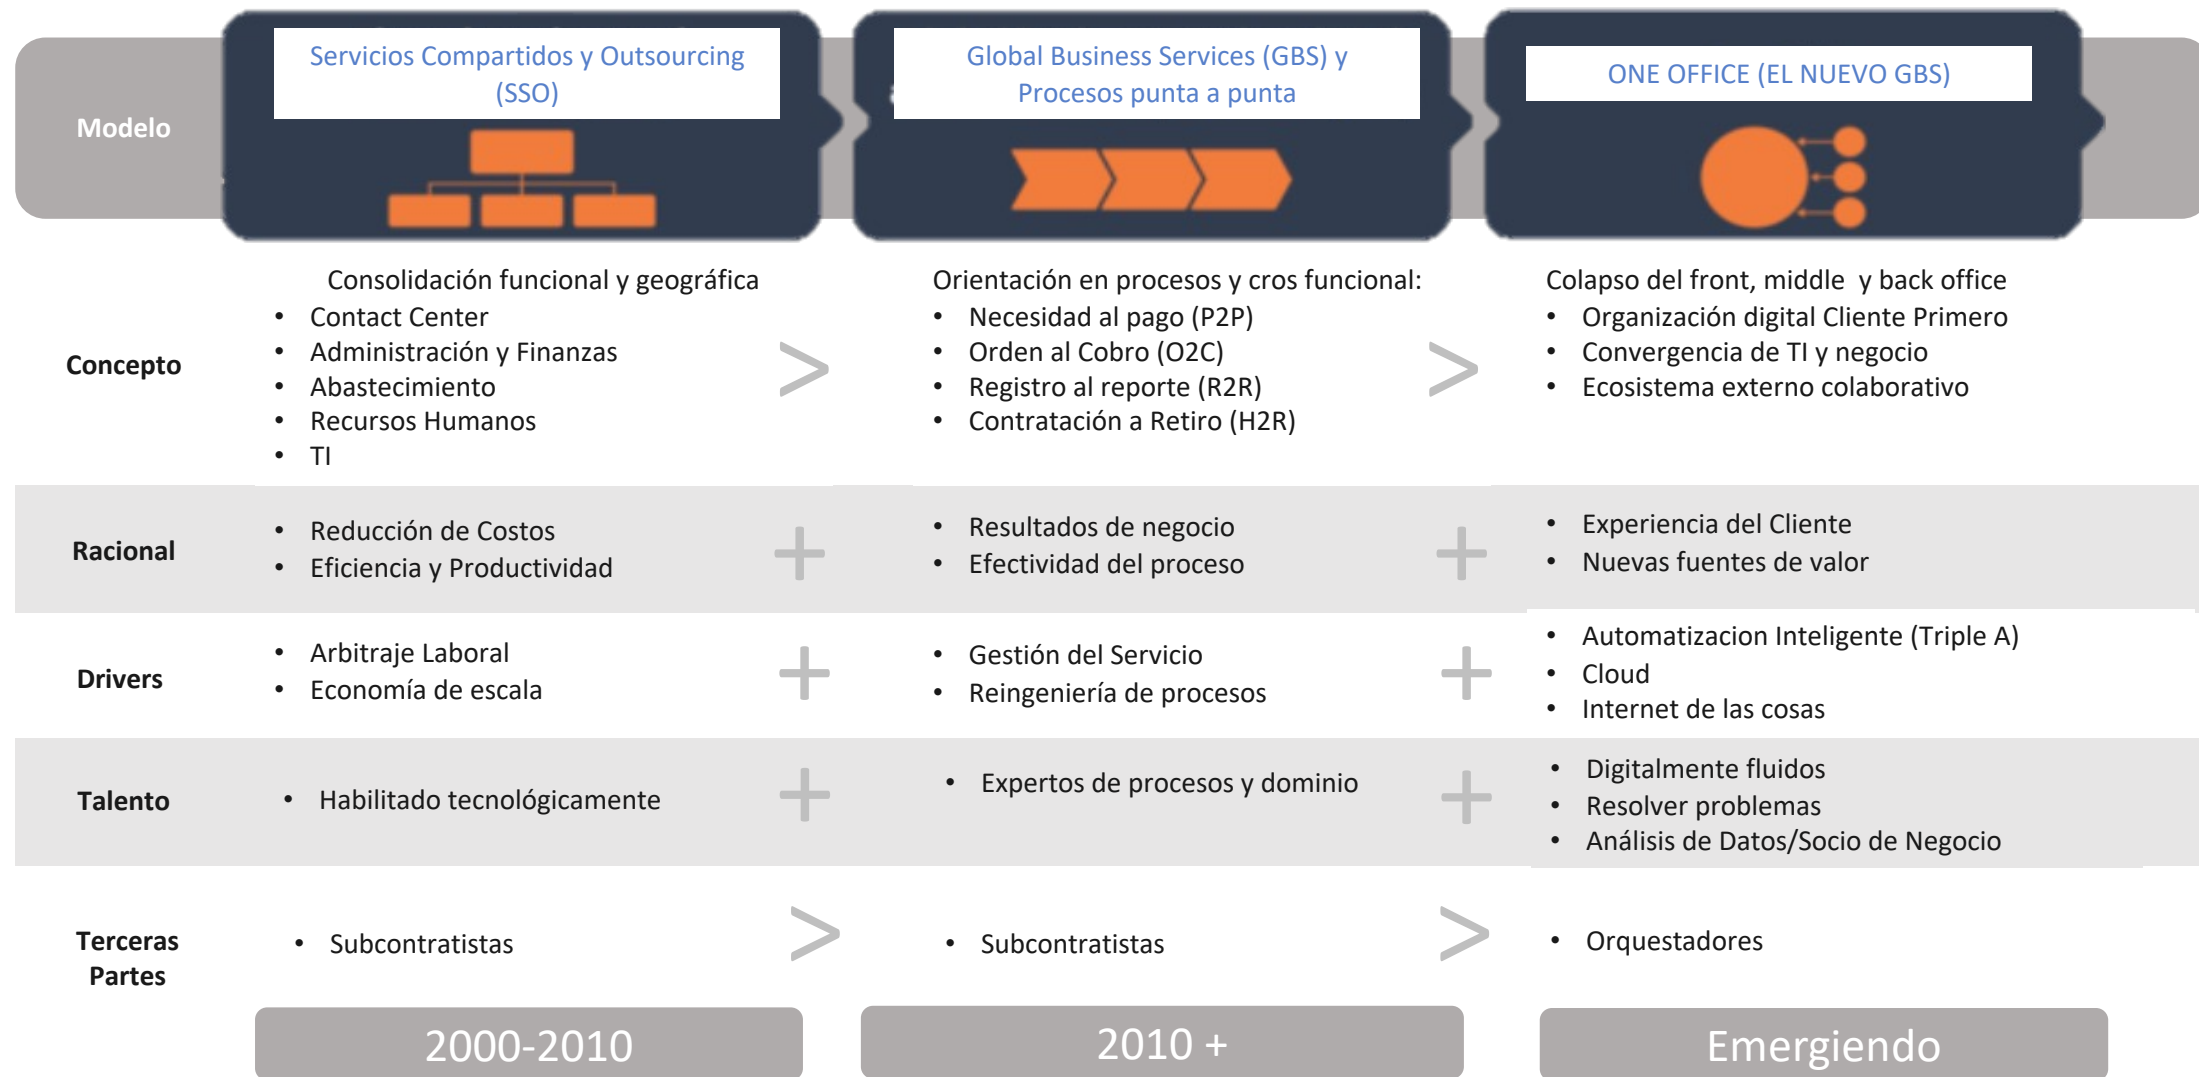 Modelo
Servicios Compartidos y Outsourcing
(SSO)
Global Business Services (GBS) y
Procesos punta a punta
ONE OFFICE (EL NUEVO GBS)
Concepto
Consolidación funcional y geográfica
• Contact Center
• Administración y Finanzas
• Abastecimiento
• Recursos Humanos
• TI
>
Orientación en procesos y cros funcional:
• Necesidad al pago (P2P)
• Orden al Cobro (O2C)
• Registro al reporte (R2R)
• Contratación a Retiro (H2R)
>
Colapso del front, middle y back office
• Organización digital Cliente Primero
• Convergencia de TI y negocio
• Ecosistema externo colaborativo
Racional
• Reducción de Costos
• Eficiencia y Productividad
+
• Resultados de negocio
• Efectividad del proceso
+
• Experiencia del Cliente
• Nuevas fuentes de valor
Drivers
• Arbitraje Laboral
• Economía de escala
+
• Gestión del Servicio
• Reingeniería de procesos
+
• Automatizacion Inteligente (Triple A)
• Cloud
• Internet de las cosas
Talento
• Habilitado tecnológicamente
+
• Expertos de procesos y dominio
+
• Digitalmente fluidos
• Resolver problemas
• Análisis de Datos/Socio de Negocio
Terceras
Partes
• Subcontratistas
>
• Subcontratistas
>
• Orquestadores
2000-2010
2010 +
Emergiendo